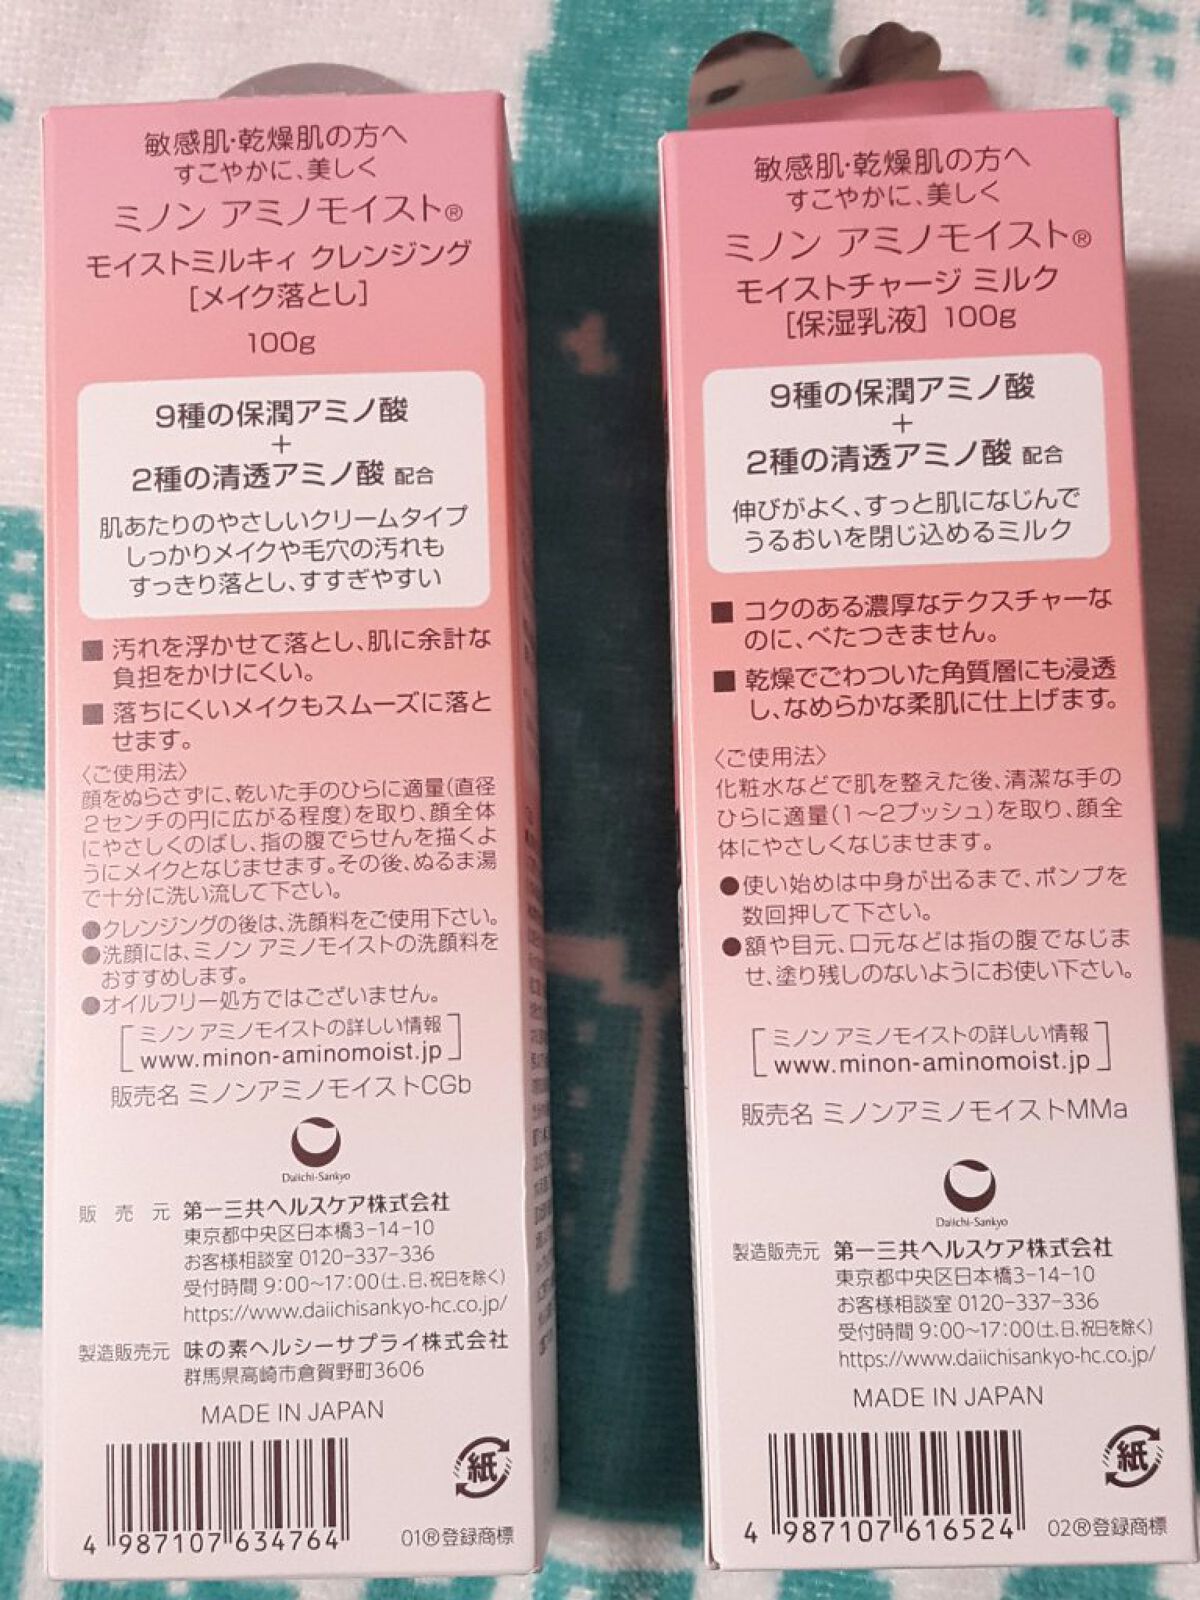 敏感肌・乾燥肌の方へ
すこやかに、美しく
ミノン アミノモイスト®
モイストミルキィ クレンジング
[メイク落とし]
100g
9種の保潤アミノ酸
+
2種の清透アミノ酸 配合
肌あたりのやさしいクリームタイプ
しっかりメイクや毛穴の汚れも
すっきり落とし、すすぎやすい
■ 汚れを浮かせて落とし、肌に余計な
負担をかけにくい。
■ 落ちにくいメイクもスムーズに落と
せます。
〈ご使用法〉
顔をぬらさずに、乾いた手のひらに適量(直径
2センチの円に広がる程度)を取り、顔全体
にやさしくのばし、指の腹でらせんを描くよ
うにメイクとなじませます。その後、ぬるま湯
で十分に洗い流して下さい。
●クレンジングの後は、洗顔料をご使用下さい。
●洗顔には、ミノン アミノモイストの洗顔料を
おすすめします。
●オイルフリー処方ではございません。
[ミノン アミノモイストの詳しい情報
www.minon-aminomoist.jp]
販売名 ミノンアミノモイストCGb
Daiichi-Sankyo
販売元 第一三共ヘルスケア株式会社
東京都中央区日本橋3-14-10
お客様相談室 0120-337-336
受付時間 9:00~17:00(土、日、祝日を除く)
https://www.daiichisankyo-hc.co.jp/
製造販売元 味の素ヘルシーサプライ株式会社
群馬県高崎市倉賀野町3606
MADE IN JAPAN
紙
4 987107 634764
01®登録商標
敏感肌・乾燥肌の方へ
すこやかに、美しく
ミノン アミノモイスト®
モイストチャージ ミルク
[保湿乳液] 100g
9種の保潤アミノ酸
+
2種の清透アミノ酸 配合
伸びがよく、すっと肌になじんで
うるおいを閉じ込めるミルク
■ コクのある濃厚なテクスチャーな
のに、べたつきません。
■ 乾燥でごわついた角質層にも浸透
し、なめらかな柔肌に仕上げます。
〈ご使用法〉
化粧水などで肌を整えた後、清潔な手の
ひらに適量(1~2プッシュ)を取り、顔全
体にやさしくなじませます。
●使い始めは中身が出るまで、ポンプを
数回押して下さい。
●額や目元、口元などは指の腹でなじま
せ、塗り残しのないようにお使い下さい。
[ミノン アミノモイストの詳しい情報
www.minon-aminomoist.jp]
販売名 ミノンアミノモイストMMa
Daiichi-Sankyo
製造販売元 第一三共ヘルスケア株式会社
東京都中央区日本橋3-14-10
お客様相談室 0120-337-336
受付時間 9:00~17:00(土、日、祝日を除く)
https://www.daiichisankyo-hc.co.jp/
MADE IN JAPAN
紙
4 987107 616524
02®登録商標